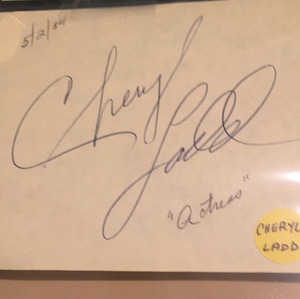 5/2/84
Cheryl
Ladd
"actress"
CHERYL
LADD